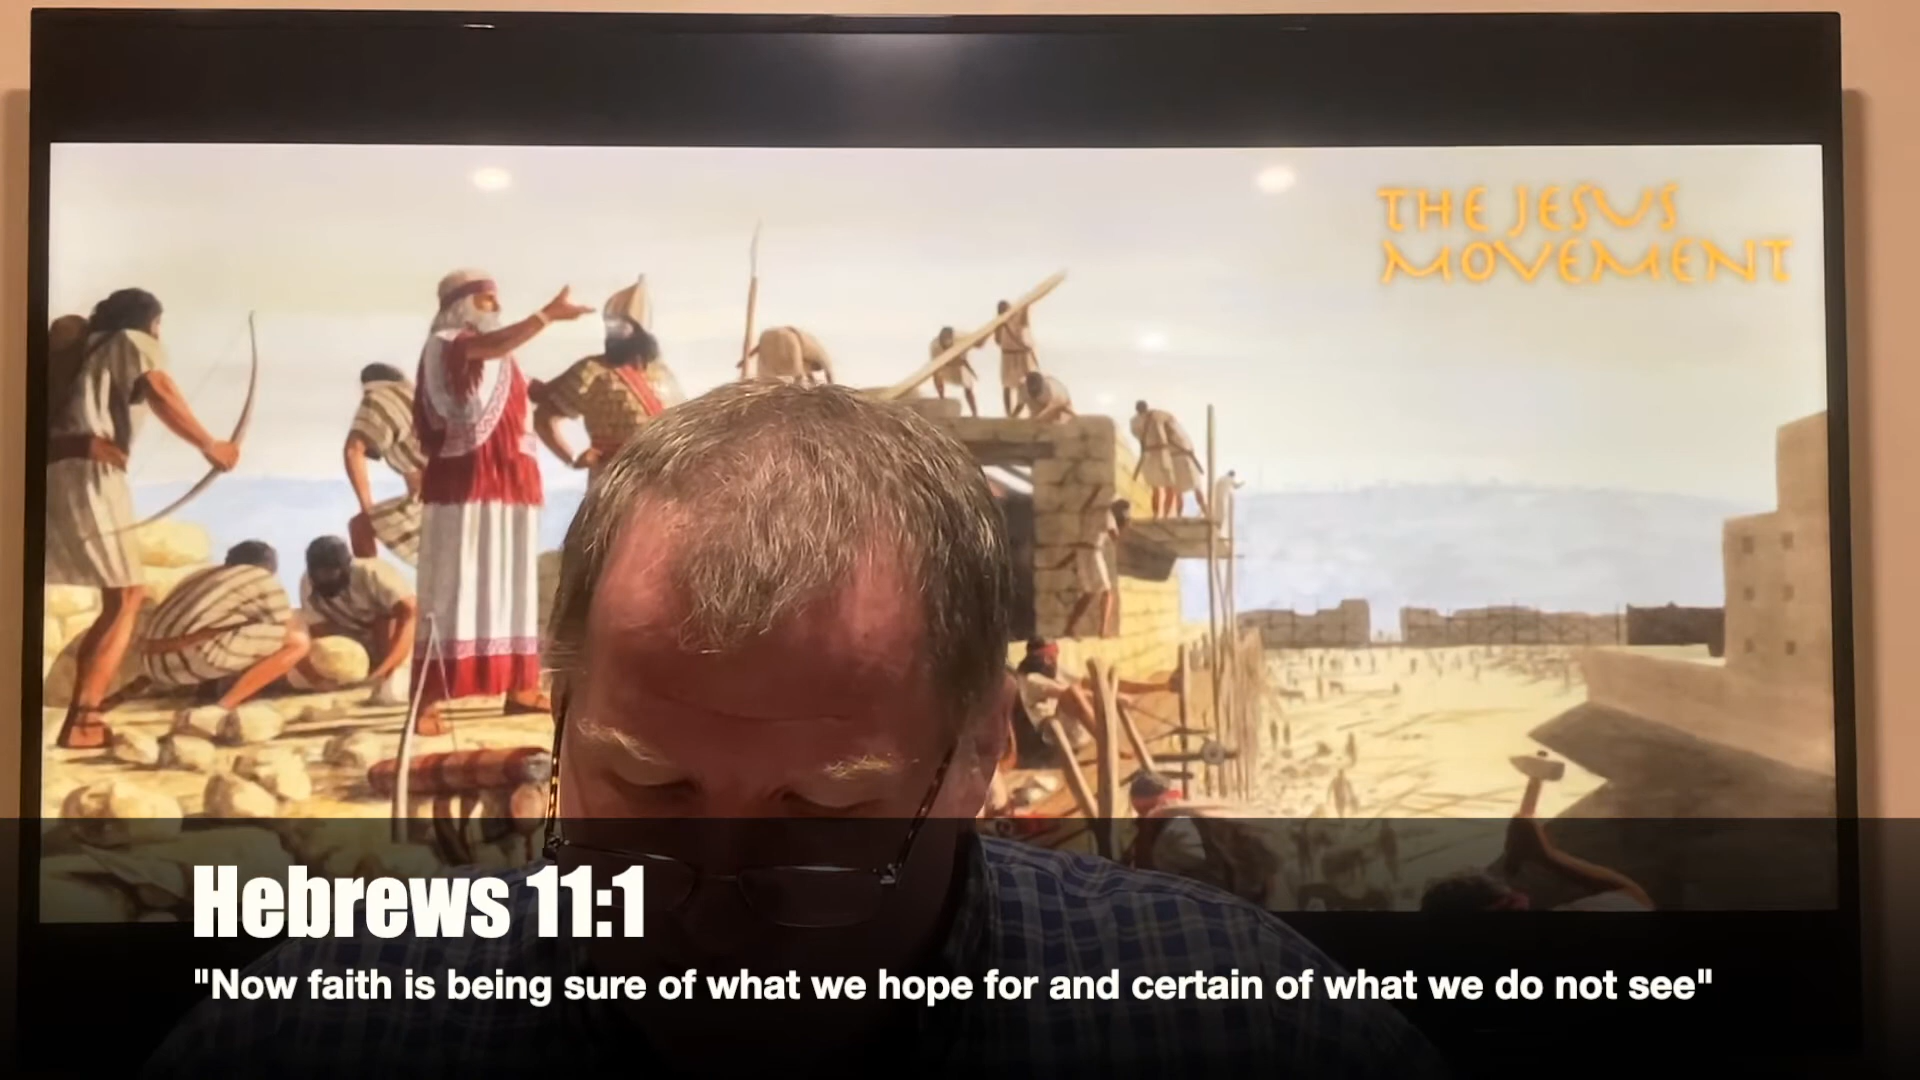 THE JESUS
MOVEMENT
Hebrews 11:1
"Now faith is being sure of what we hope for and certain of what we do not see"